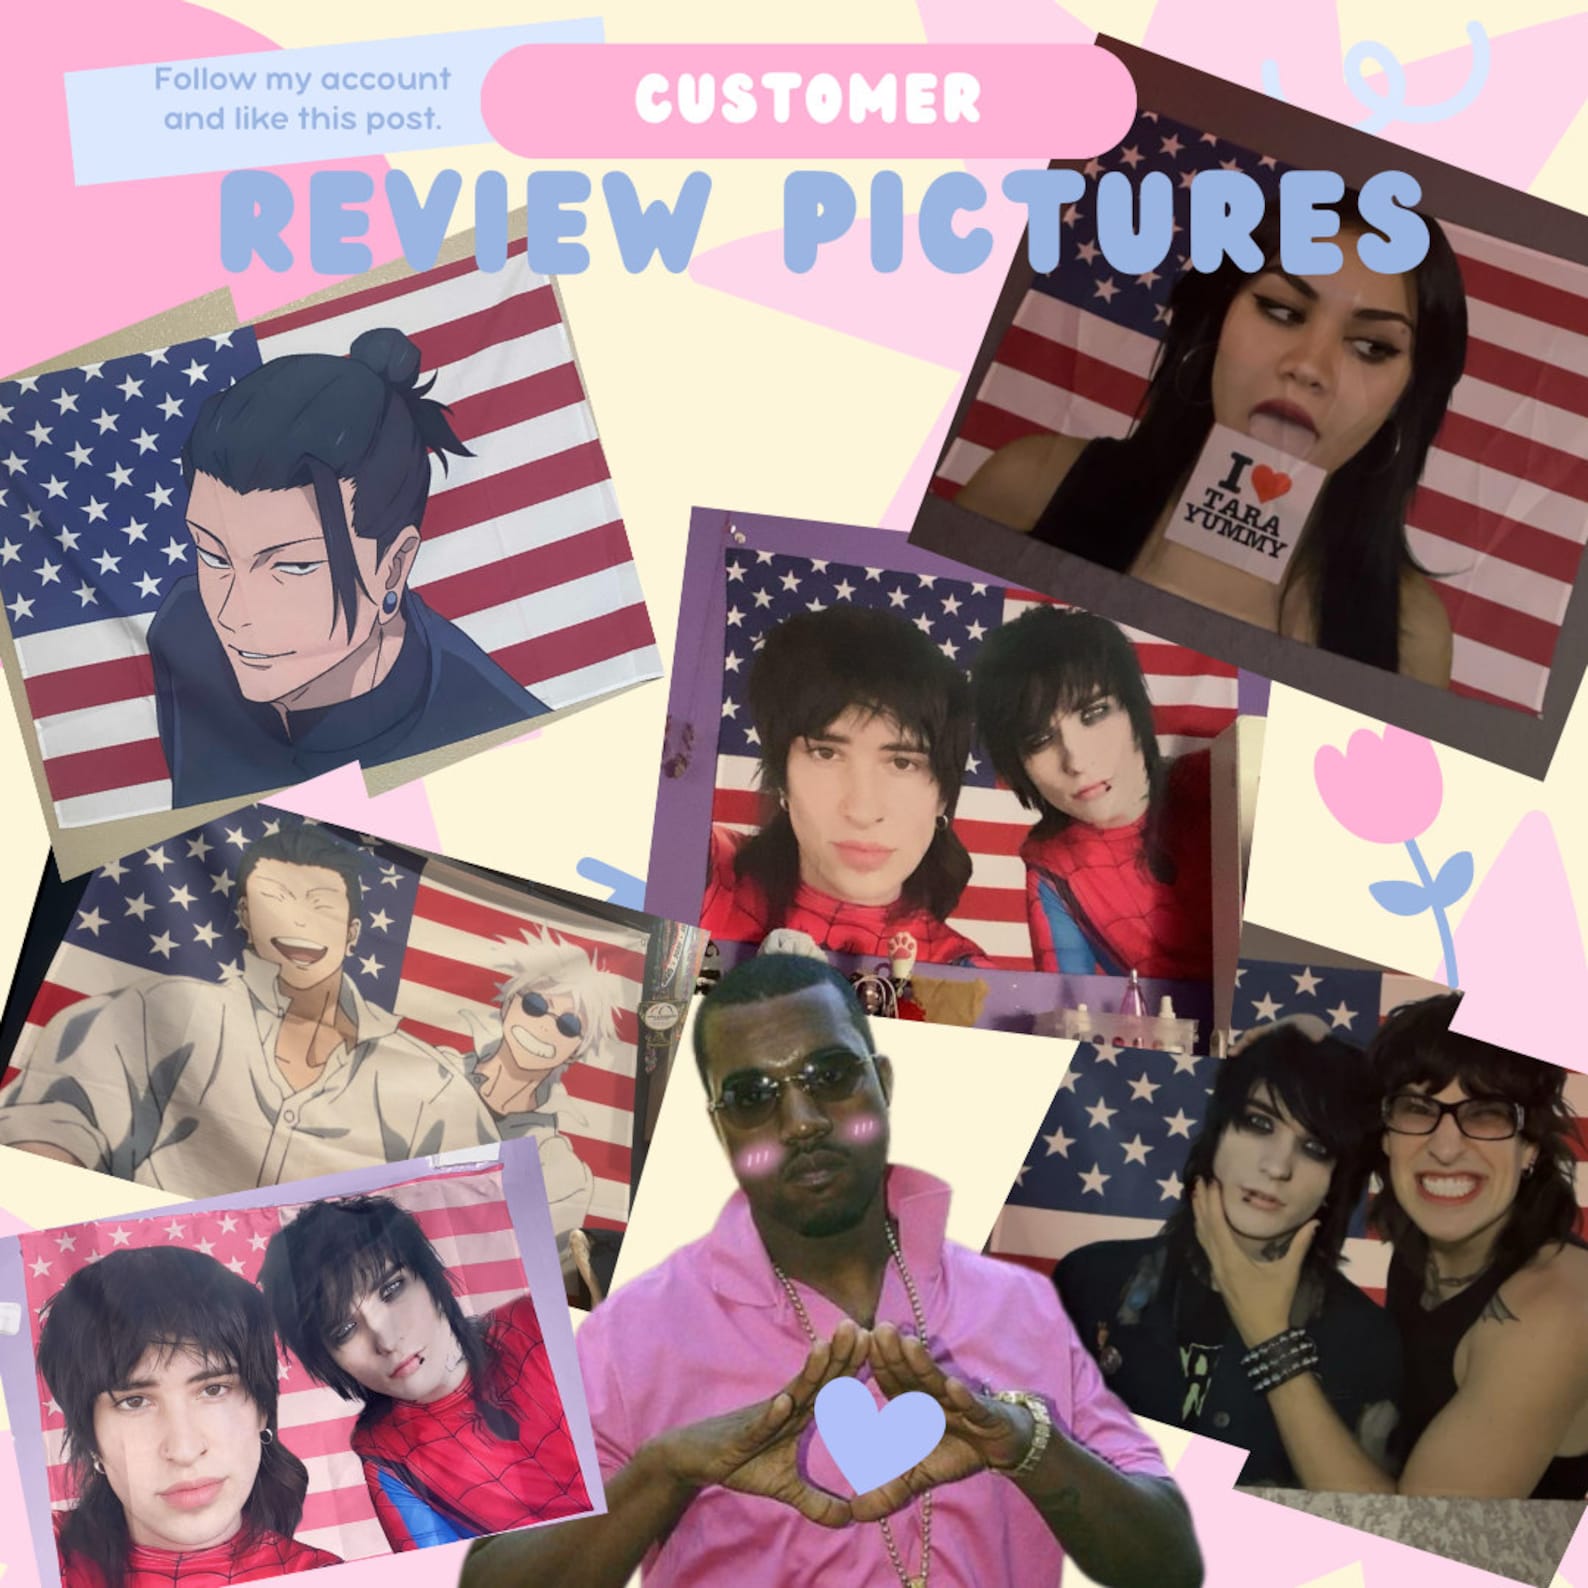 Follow my account
and like this post.
CUSTOMER
REVIEW PICTURES
I ❤
TARA
YUMMY